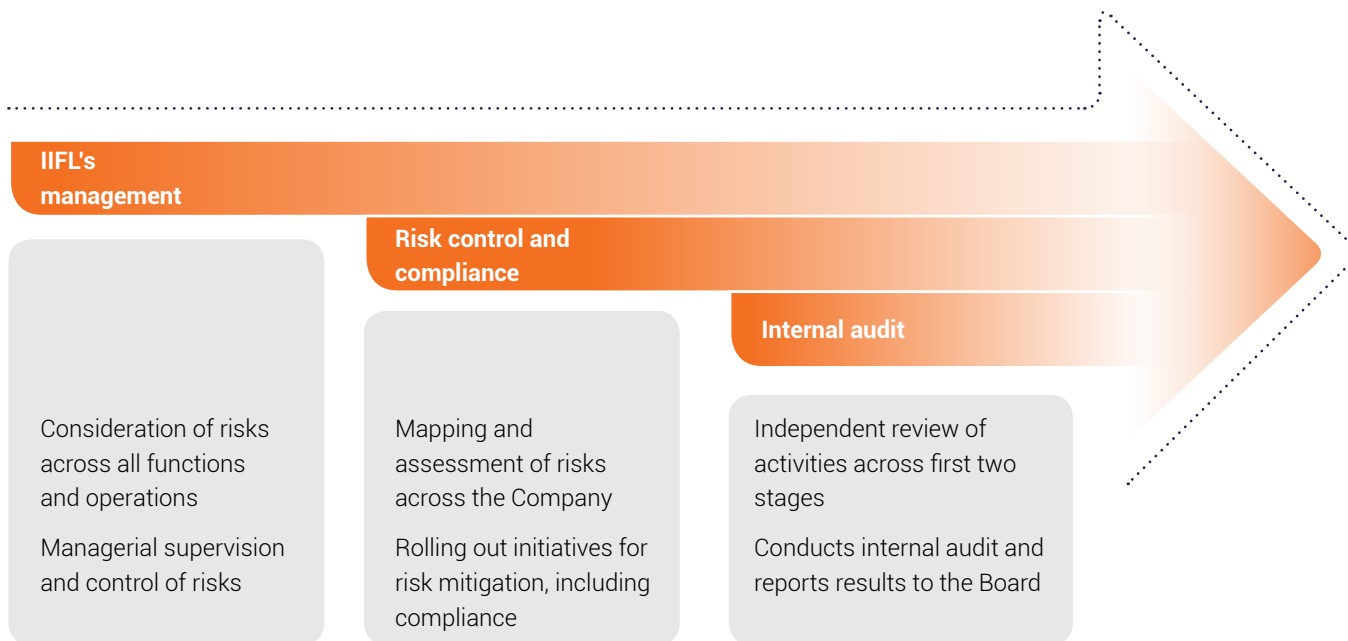 IIFL's
management
Risk control and
compliance
Internal audit
Consideration of risks
across all functions
and operations
Managerial supervision
and control of risks
Mapping and
assessment of risks
across the Company
Rolling out initiatives for
risk mitigation, including
compliance
Independent review of
activities across first two
stages
Conducts internal audit and
reports results to the Board